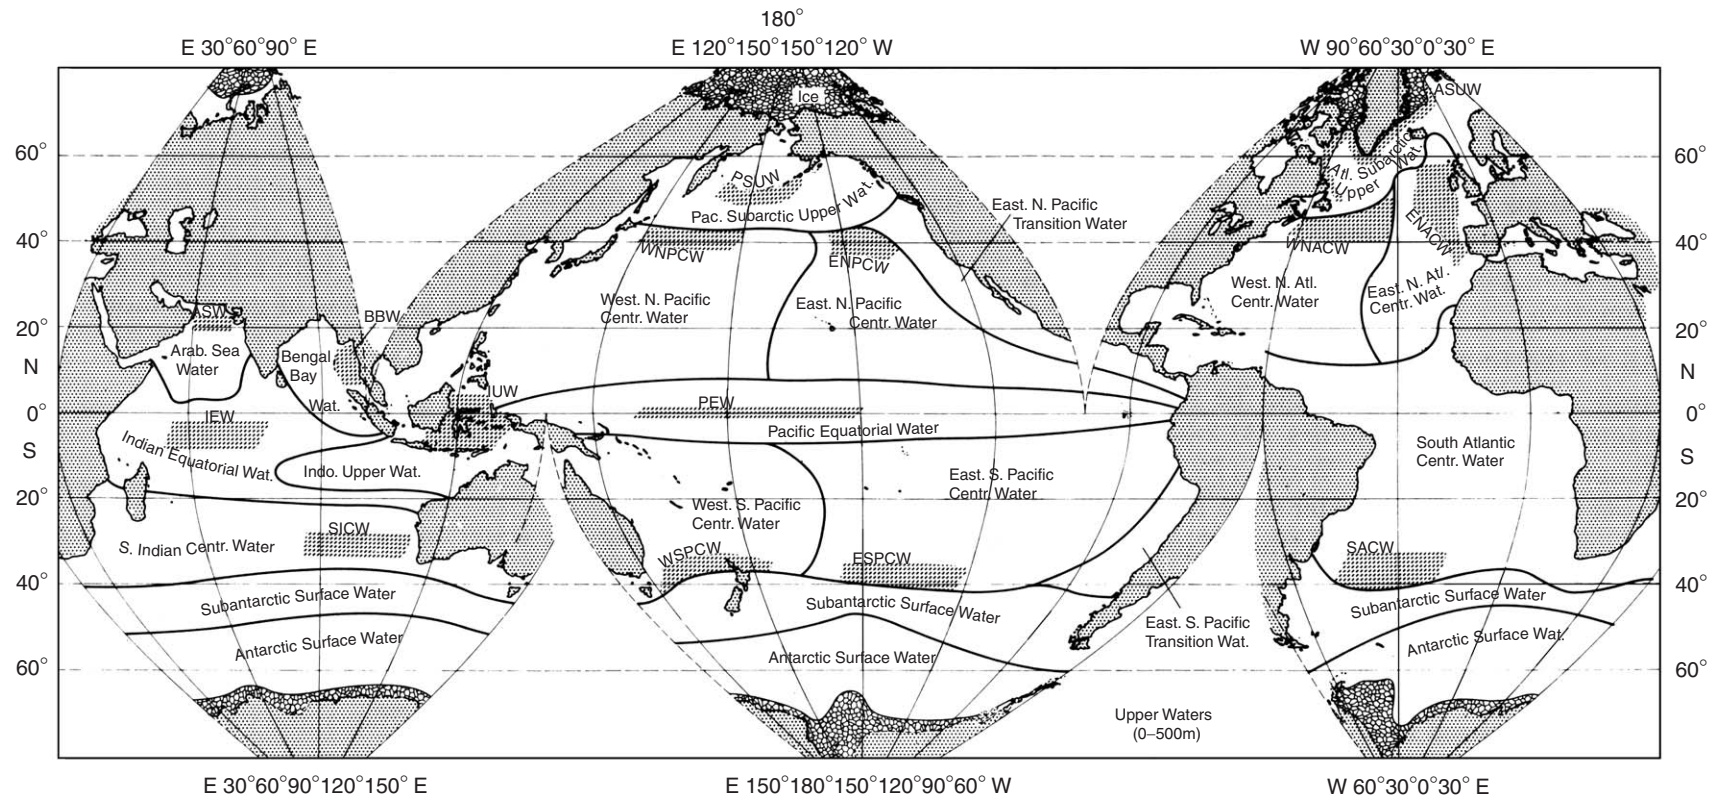 180°
E 30°60°90° E
E 120°150°150°120° W
W 90°60°30°0°30° E
Ice
ASUW
60°
60°
Atl. Subarctic
Upper
Wat.
PSUW
Pac. Subarctic Upper Wat.
East. N. Pacific
Transition Water
40°
40°
WNPCW
ENPCW
WNACW
ENACW
West. N. Pacific
Centr. Water
East. N. Pacific
Centr. Water
West. N. Atl.
Centr. Water
East. N. Atl.
Centr. Wat.
ASW
BBW
20°
20°
Arab. Sea
Water
Bengal
Bay
Wat.
N
N
IUW
0°
0°
IEW
PEW
Pacific Equatorial Water
Indian Equatorial Wat.
S
S
Indo. Upper Wat.
South Atlantic
Centr. Water
East. S. Pacific
Centr. Water
20°
20°
West. S. Pacific
Centr. Water
SICW
S. Indian Centr. Water
WSPCW
ESPCW
SACW
40°
40°
Subantarctic Surface Water
Subantarctic Surface Water
Subantarctic Surface Water
East. S. Pacific
Transition Wat.
Antarctic Surface Water
Antarctic Surface Water
Antarctic Surface Wat.
60°
60°
Upper Waters
(0–500m)
E 30°60°90°120°150° E
E 150°180°150°120°90°60° W
W 60°30°0°30° E